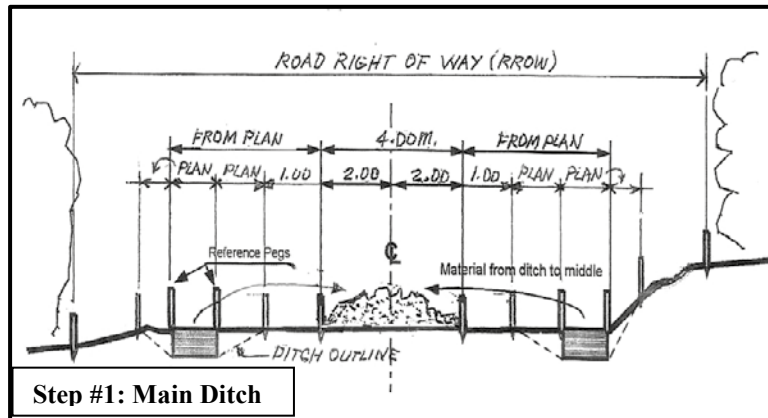 ROAD RIGHT OF WAY (RROW)
FROM PLAN 4.00M. FROM PLAN
PLAN PLAN 1.00 2.00 2.00 1.00 PLAN PLAN
Reference Pegs
℄
Material from ditch to middle
DITCH OUTLINE
Step #1: Main Ditch